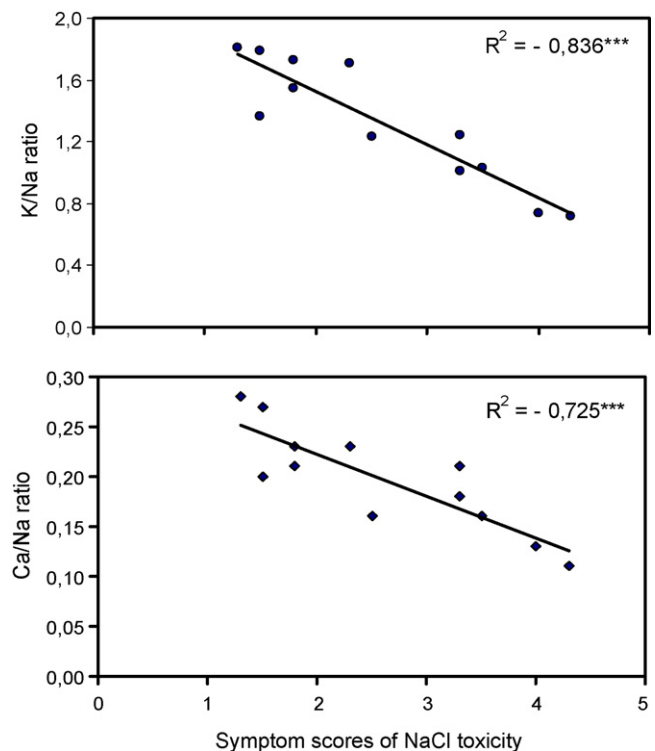 2,0
R² = - 0,836***
1,6
1,2
K/Na ratio
0,8
0,4
0,0
0,30
R² = - 0,725***
0,25
0,20
Ca/Na ratio
0,15
0,10
0,05
0,00
0 1 2 3 4 5
Symptom scores of NaCl toxicity